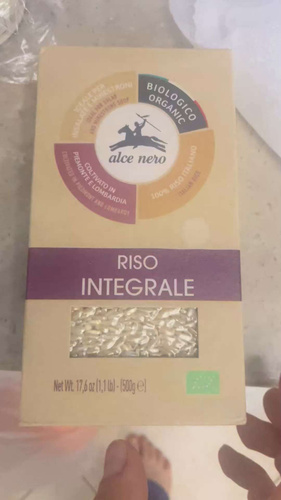 BIOLOGICO
ORGANIC
alce nero
COLTIVATO IN
PIEMONTE E LOMBARDIA
100% RISO ITALIANO
RISO
INTEGRALE
Net Wt. 17,6 oz (1,1 lb) - (500g ℮)